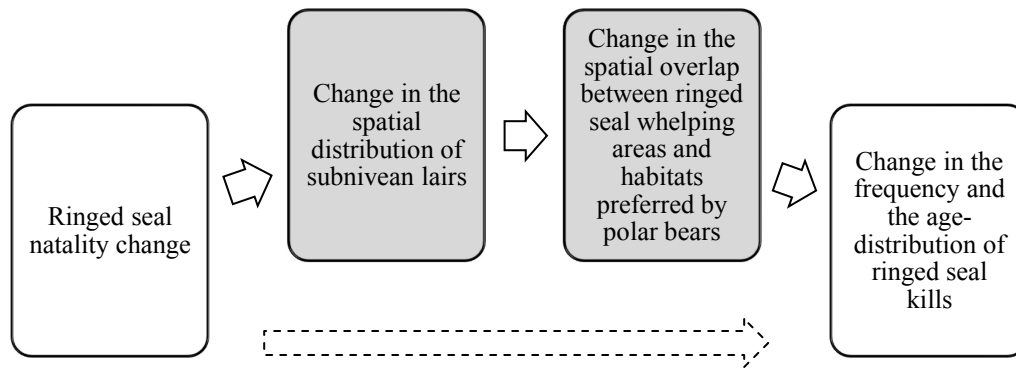 Ringed seal
natality change
Change in the
spatial
distribution of
subnivean lairs
Change in the
spatial overlap
between ringed
seal whelping
areas and
habitats
preferred by
polar bears
Change in the
frequency and
the age-
distribution of
ringed seal
kills